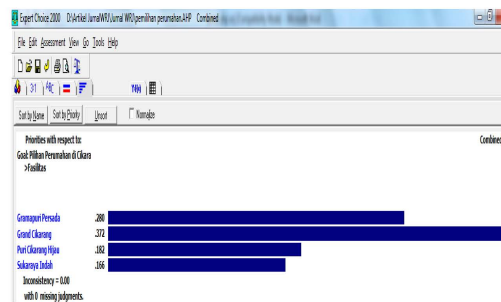 Expert Choice 2000 D:\Artikel Jurnal\WRJ\Jurnal WRJ\pemilihan perumahan.AHP Combined
File Edit Assessment View Go Tools Help
3:1 ABC Y(x)
Sort by Name Sort by Priority Unsort Normalize
Priorities with respect to: Combined
Goal: Pilihan Perumahan di Cikara
>Fasilitas
Gramapuri Persada .280
Grand Cikarang .372
Puri Cikarang Hijau .182
Sukaraya Indah .166
Inconsistency = 0.00
with 0 missing judgments.